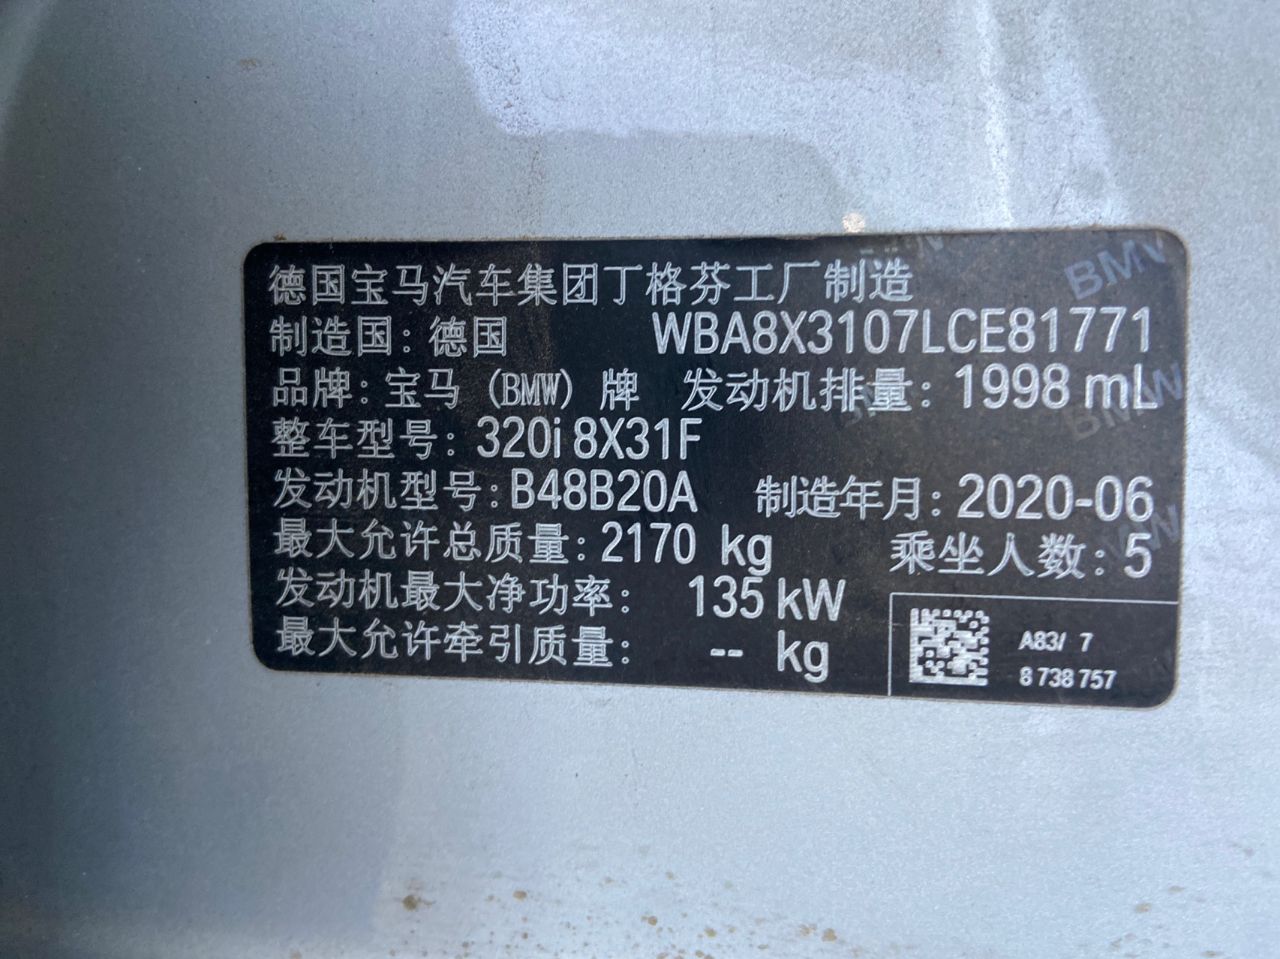 德国宝马汽车集团丁格芬工厂制造
制造国：德国 WBA8X3107LCE81771
品牌：宝马（BMW）牌 发动机排量：1998 mL
整车型号：320i 8X31F
发动机型号：B48B20A 制造年月：2020-06
最大允许总质量：2170 kg 乘坐人数：5
发动机最大净功率：135 kW
最大允许牵引质量：-- kg
A83/ 7
8 738 757
BMW